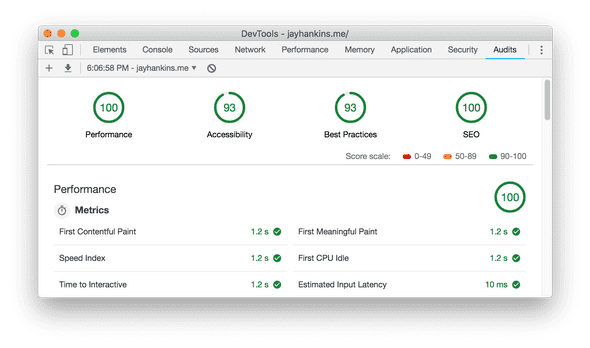 DevTools - jayhankins.me/
Elements Console Sources Network Performance Memory Application Security Audits
6:06:58 PM - jayhankins.me
100 93 93 100
Performance Accessibility Best Practices SEO
Score scale: 0-49 50-89 90-100
Performance 100
Metrics
First Contentful Paint 1.2 s First Meaningful Paint 1.2 s
Speed Index 1.2 s First CPU Idle 1.2 s
Time to Interactive 1.2 s Estimated Input Latency 10 ms